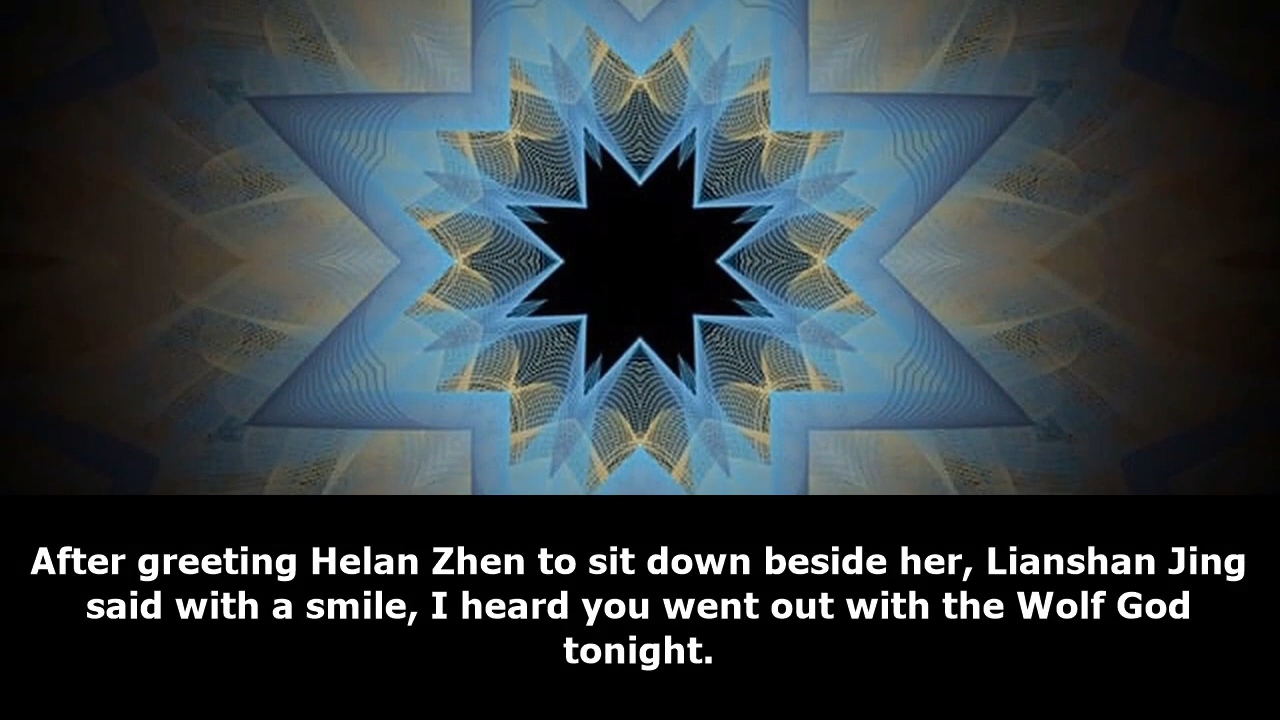 After greeting Helan Zhen to sit down beside her, Lianshan Jing
said with a smile, I heard you went out with the Wolf God
tonight.